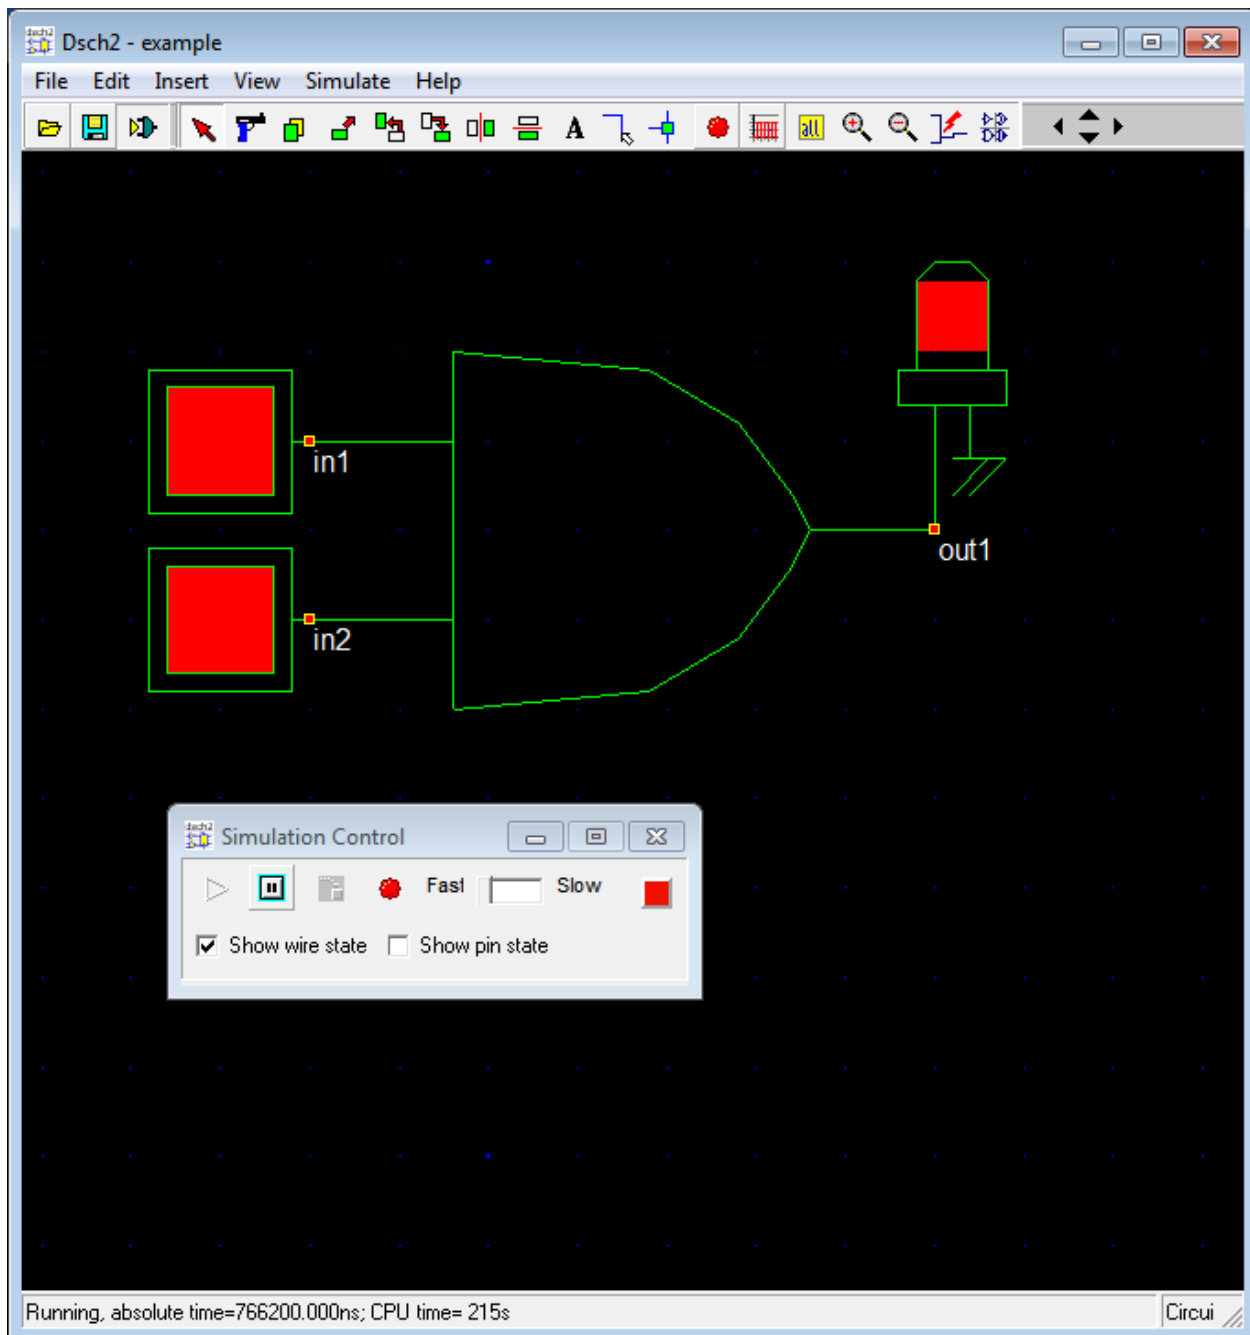 Dsch2 - example
File Edit Insert View Simulate Help
A all
in1
out1
in2
Simulation Control
Fast Slow
Show wire state Show pin state
Running, absolute time=766200.000ns; CPU time= 215s Circui